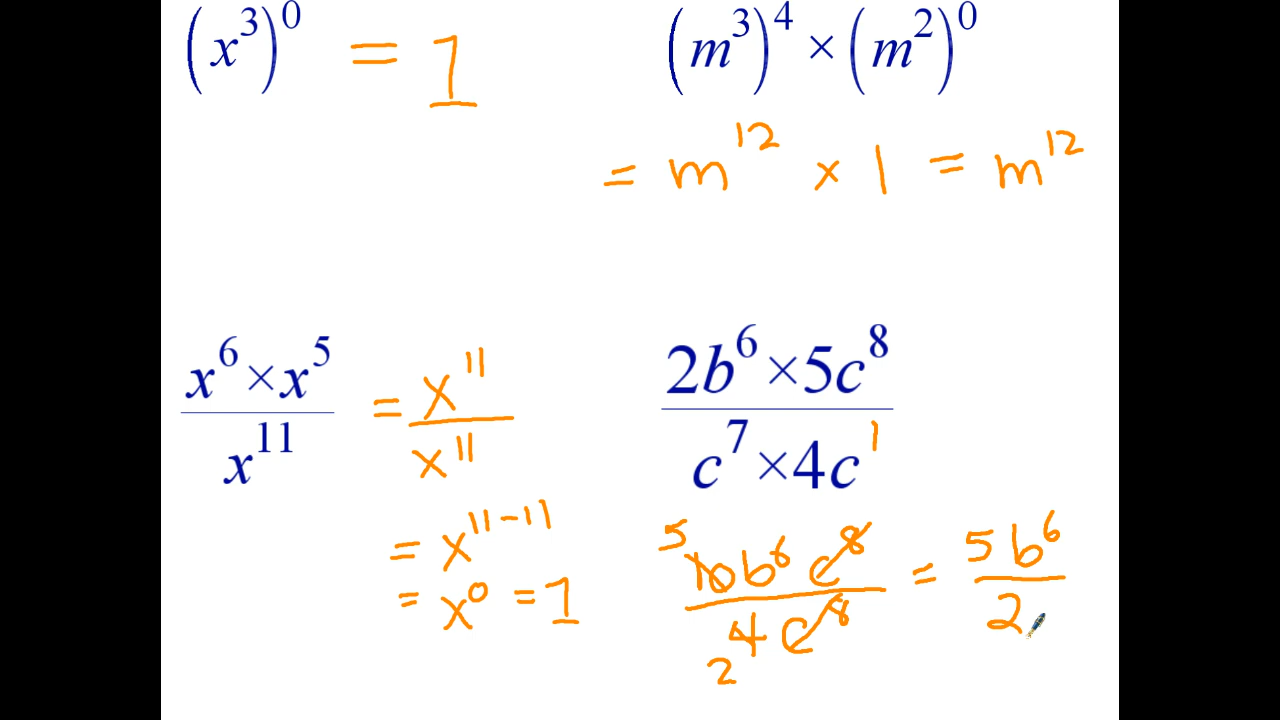 (x³)⁰ = 1
(m³)⁴ × (m²)⁰
= m¹² × 1 = m¹²
x⁶ × x⁵ / x¹¹ = x¹¹ / x¹¹
= x¹¹⁻¹¹
= x⁰ = 1
2b⁶ × 5c⁸ / c⁷ × 4c¹
5 10b⁶ c⁸ / 4c⁸ 2 = 5b⁶ / 2